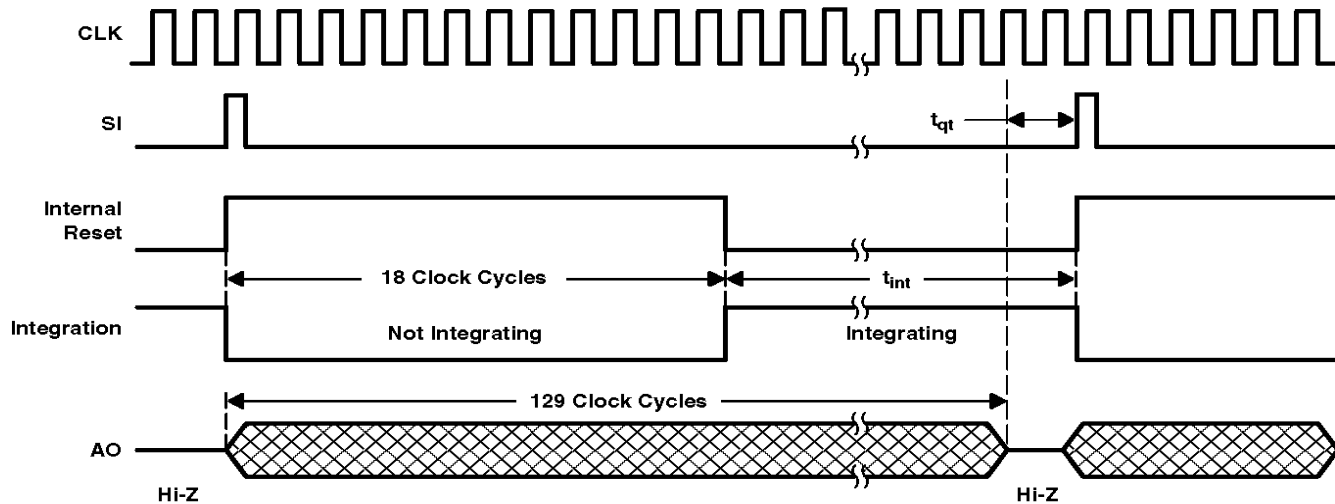 CLK
SI
t_qt
Internal
Reset
18 Clock Cycles
t_int
Integration
Not Integrating
Integrating
129 Clock Cycles
AO
Hi-Z
Hi-Z